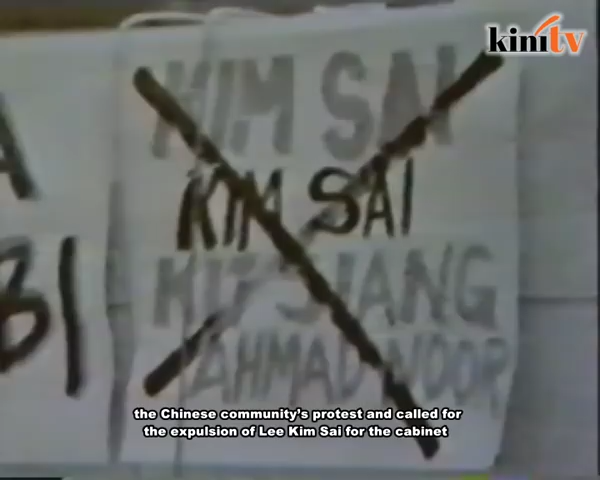 kinitv
KIM SAI
KIM SAI
KIT SIANG
AHMAD NOOR
A
BI
the Chinese community's protest and called for
the expulsion of Lee Kim Sai for the cabinet